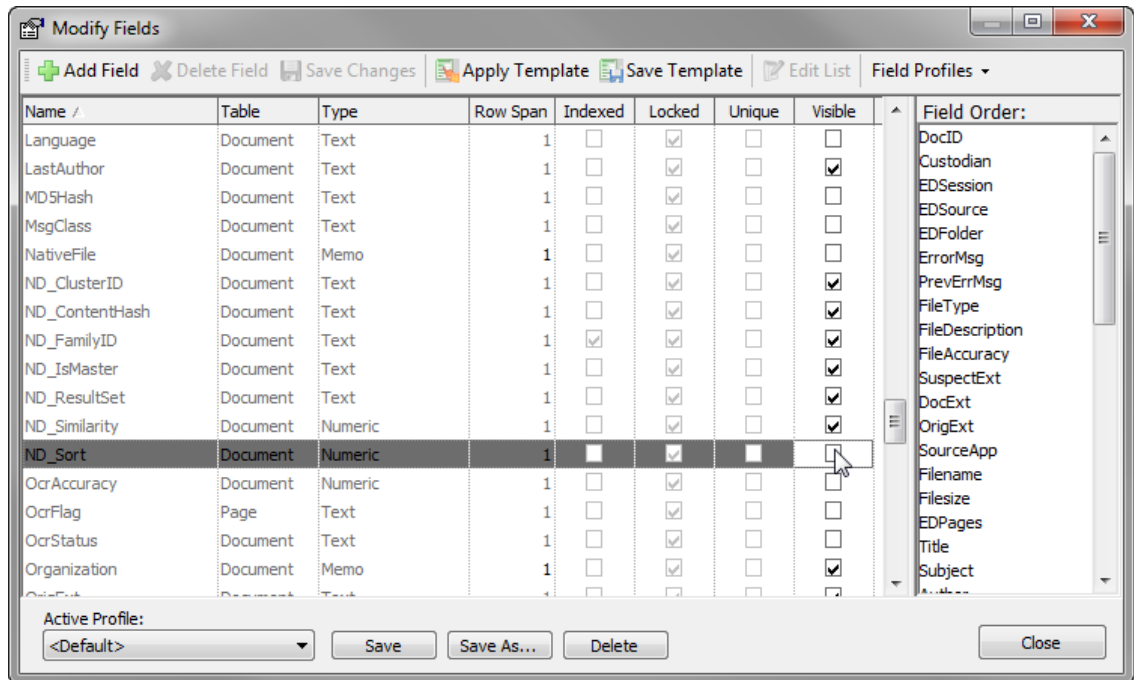 Modify Fields
Add Field Delete Field Save Changes Apply Template Save Template Edit List Field Profiles
Name Table Type Row Span Indexed Locked Unique Visible
Language Document Text 1
LastAuthor Document Text 1
MD5Hash Document Text 1
MsgClass Document Text 1
NativeFile Document Memo 1
ND_ClusterID Document Text 1
ND_ContentHash Document Text 1
ND_FamilyID Document Text 1
ND_IsMaster Document Text 1
ND_ResultSet Document Text 1
ND_Similarity Document Numeric 1
ND_Sort Document Numeric 1
OcrAccuracy Document Numeric 1
OcrFlag Page Text 1
OcrStatus Document Text 1
Organization Document Memo 1
OrigExt Document Text 1
Field Order:
DocID
Custodian
EDSession
EDSource
EDFolder
ErrorMsg
PrevErrMsg
FileType
FileDescription
FileAccuracy
SuspectExt
DocExt
OrigExt
SourceApp
Filename
Filesize
EDPages
Title
Subject
Author
Active Profile:
<Default> Save Save As... Delete Close